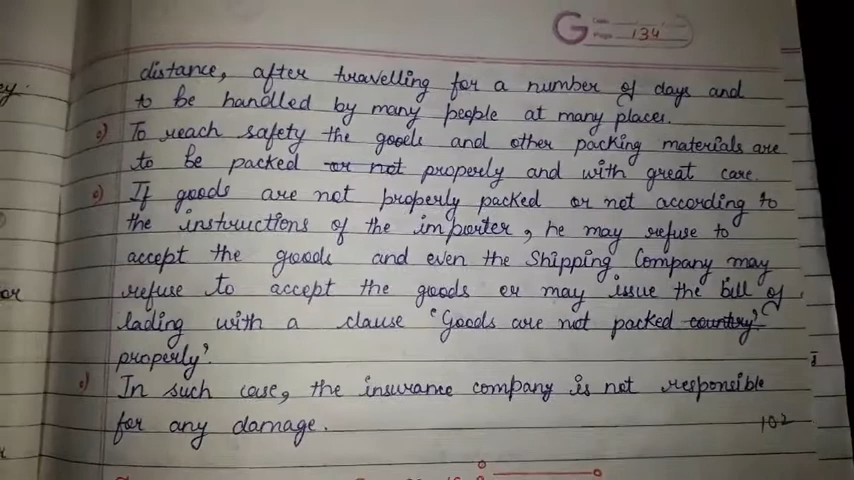 G Date:
Page 134
distance, after travelling for a number of days and
to be handled by many people at many places.
To reach safety the goods and other packing materials are
to be packed or not properly and with great care.
If goods are not properly packed or not according to
the instructions of the importer, he may refuse to
accept the goods and even the Shipping Company may
refuse to accept the goods or may issue the bill of
lading with a clause 'Goods are not packed country'
properly'.
In such case, the insurance company is not responsible
for any damage.
102